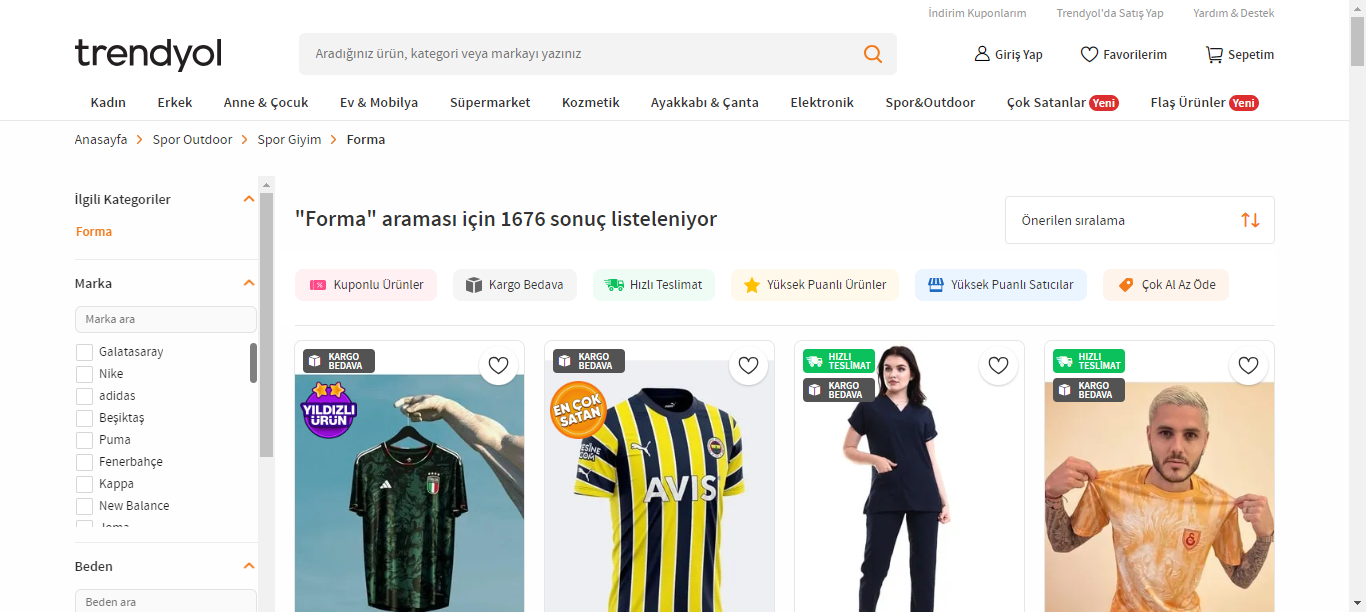 İndirim Kuponlarım Trendyol'da Satış Yap Yardım & Destek
trendyol
Aradığınız ürün, kategori veya markayı yazınız
Giriş Yap Favorilerim Sepetim
Kadın Erkek Anne & Çocuk Ev & Mobilya Süpermarket Kozmetik Ayakkabı & Çanta Elektronik Spor&Outdoor Çok Satanlar Yeni Flaş Ürünler Yeni
Anasayfa Spor Outdoor Spor Giyim Forma
İlgili Kategoriler
Forma
Marka
Marka ara
Galatasaray
Nike
adidas
Beşiktaş
Puma
Fenerbahçe
Kappa
New Balance
Joma
Beden
Beden ara
"Forma" araması için 1676 sonuç listeleniyor
Önerilen sıralama
Kuponlu Ürünler Kargo Bedava Hızlı Teslimat Yüksek Puanlı Ürünler Yüksek Puanlı Satıcılar Çok Al Az Öde
KARGO
BEDAVA
YILDIZLI
ÜRÜN
KARGO
BEDAVA
EN ÇOK
SATAN
ESİNE
.COM
AVIS
HIZLI
TESLİMAT
KARGO
BEDAVA
HIZLI
TESLİMAT
KARGO
BEDAVA